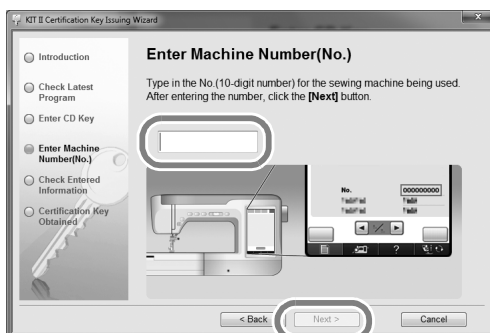 KIT II Certification Key Issuing Wizard
Introduction
Check Latest
Program
Enter CD Key
Enter Machine
Number(No.)
Check Entered
Information
Certification Key
Obtained
Enter Machine Number(No.)
Type in the No.(10-digit number) for the sewing machine being used.
After entering the number, click the [Next] button.
No. 000000000
?
< Back
Next >
Cancel